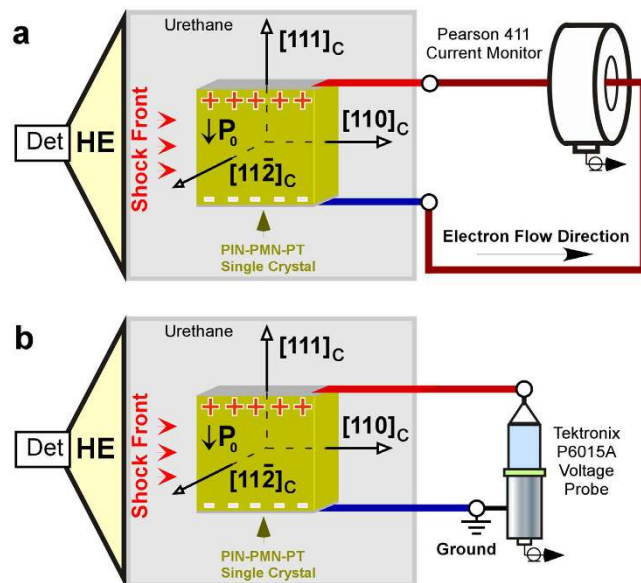 a
Urethane
[111]C
Pearson 411
Current Monitor
+ + + + +
Det
HE
Shock Front
↓P0
[110]C
[112̄]C
- - - - -
PIN-PMN-PT
Single Crystal
Electron Flow Direction
b
Urethane
[111]C
+ + + + +
Det
HE
Shock Front
↓P0
[110]C
[112̄]C
- - - - -
PIN-PMN-PT
Single Crystal
Tektronix
P6015A
Voltage
Probe
Ground